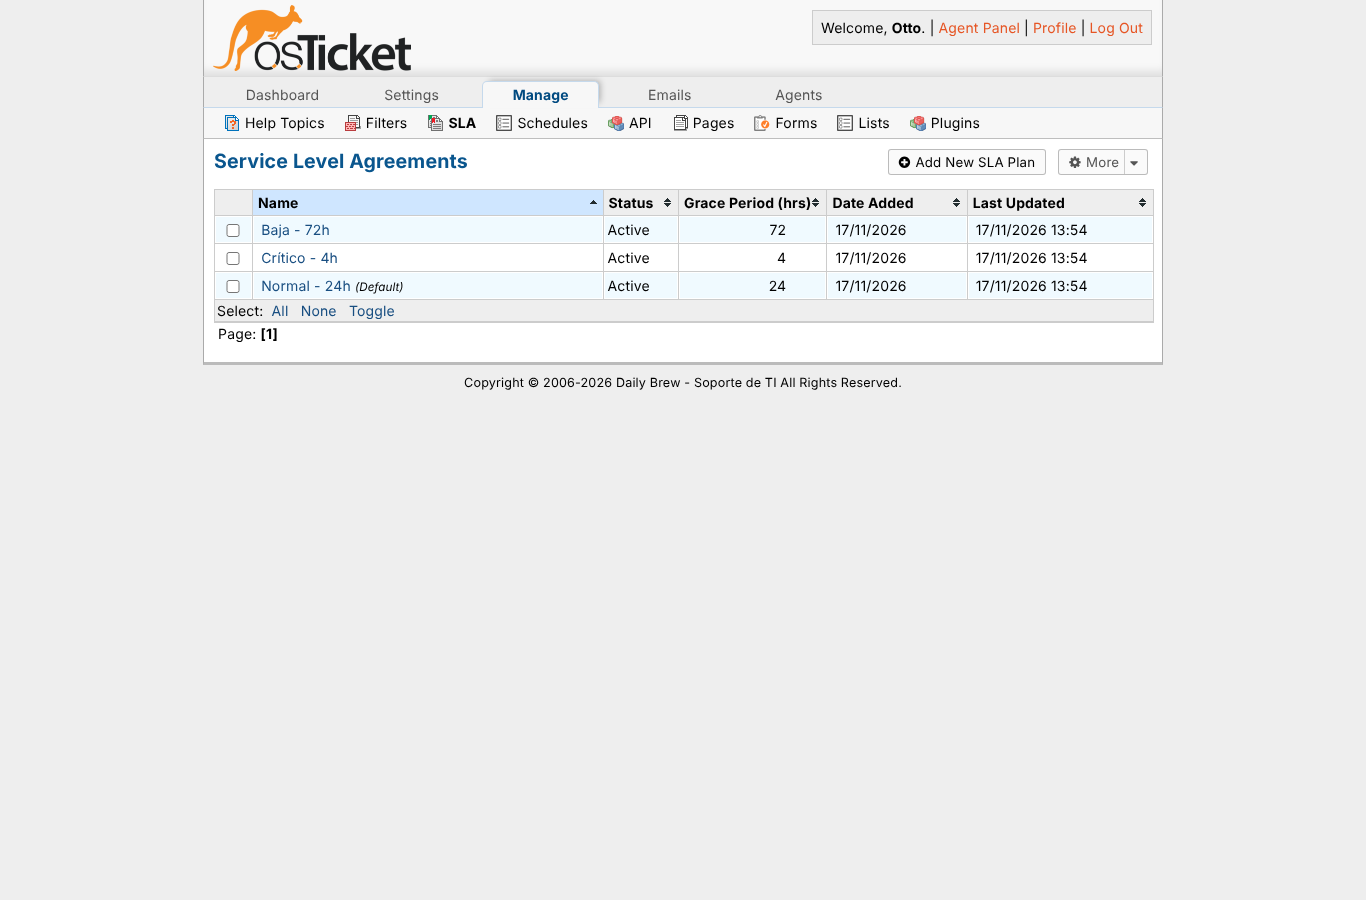 osTicket
Welcome, Otto. | Agent Panel | Profile | Log Out
Dashboard Settings Manage Emails Agents
Help Topics Filters SLA Schedules API Pages Forms Lists Plugins
Service Level Agreements
Add New SLA Plan More
Name Status Grace Period (hrs) Date Added Last Updated
Baja - 72h Active 72 17/11/2026 17/11/2026 13:54
Crítico - 4h Active 4 17/11/2026 17/11/2026 13:54
Normal - 24h (Default) Active 24 17/11/2026 17/11/2026 13:54
Select: All None Toggle
Page: [1]
Copyright © 2006-2026 Daily Brew - Soporte de TI All Rights Reserved.